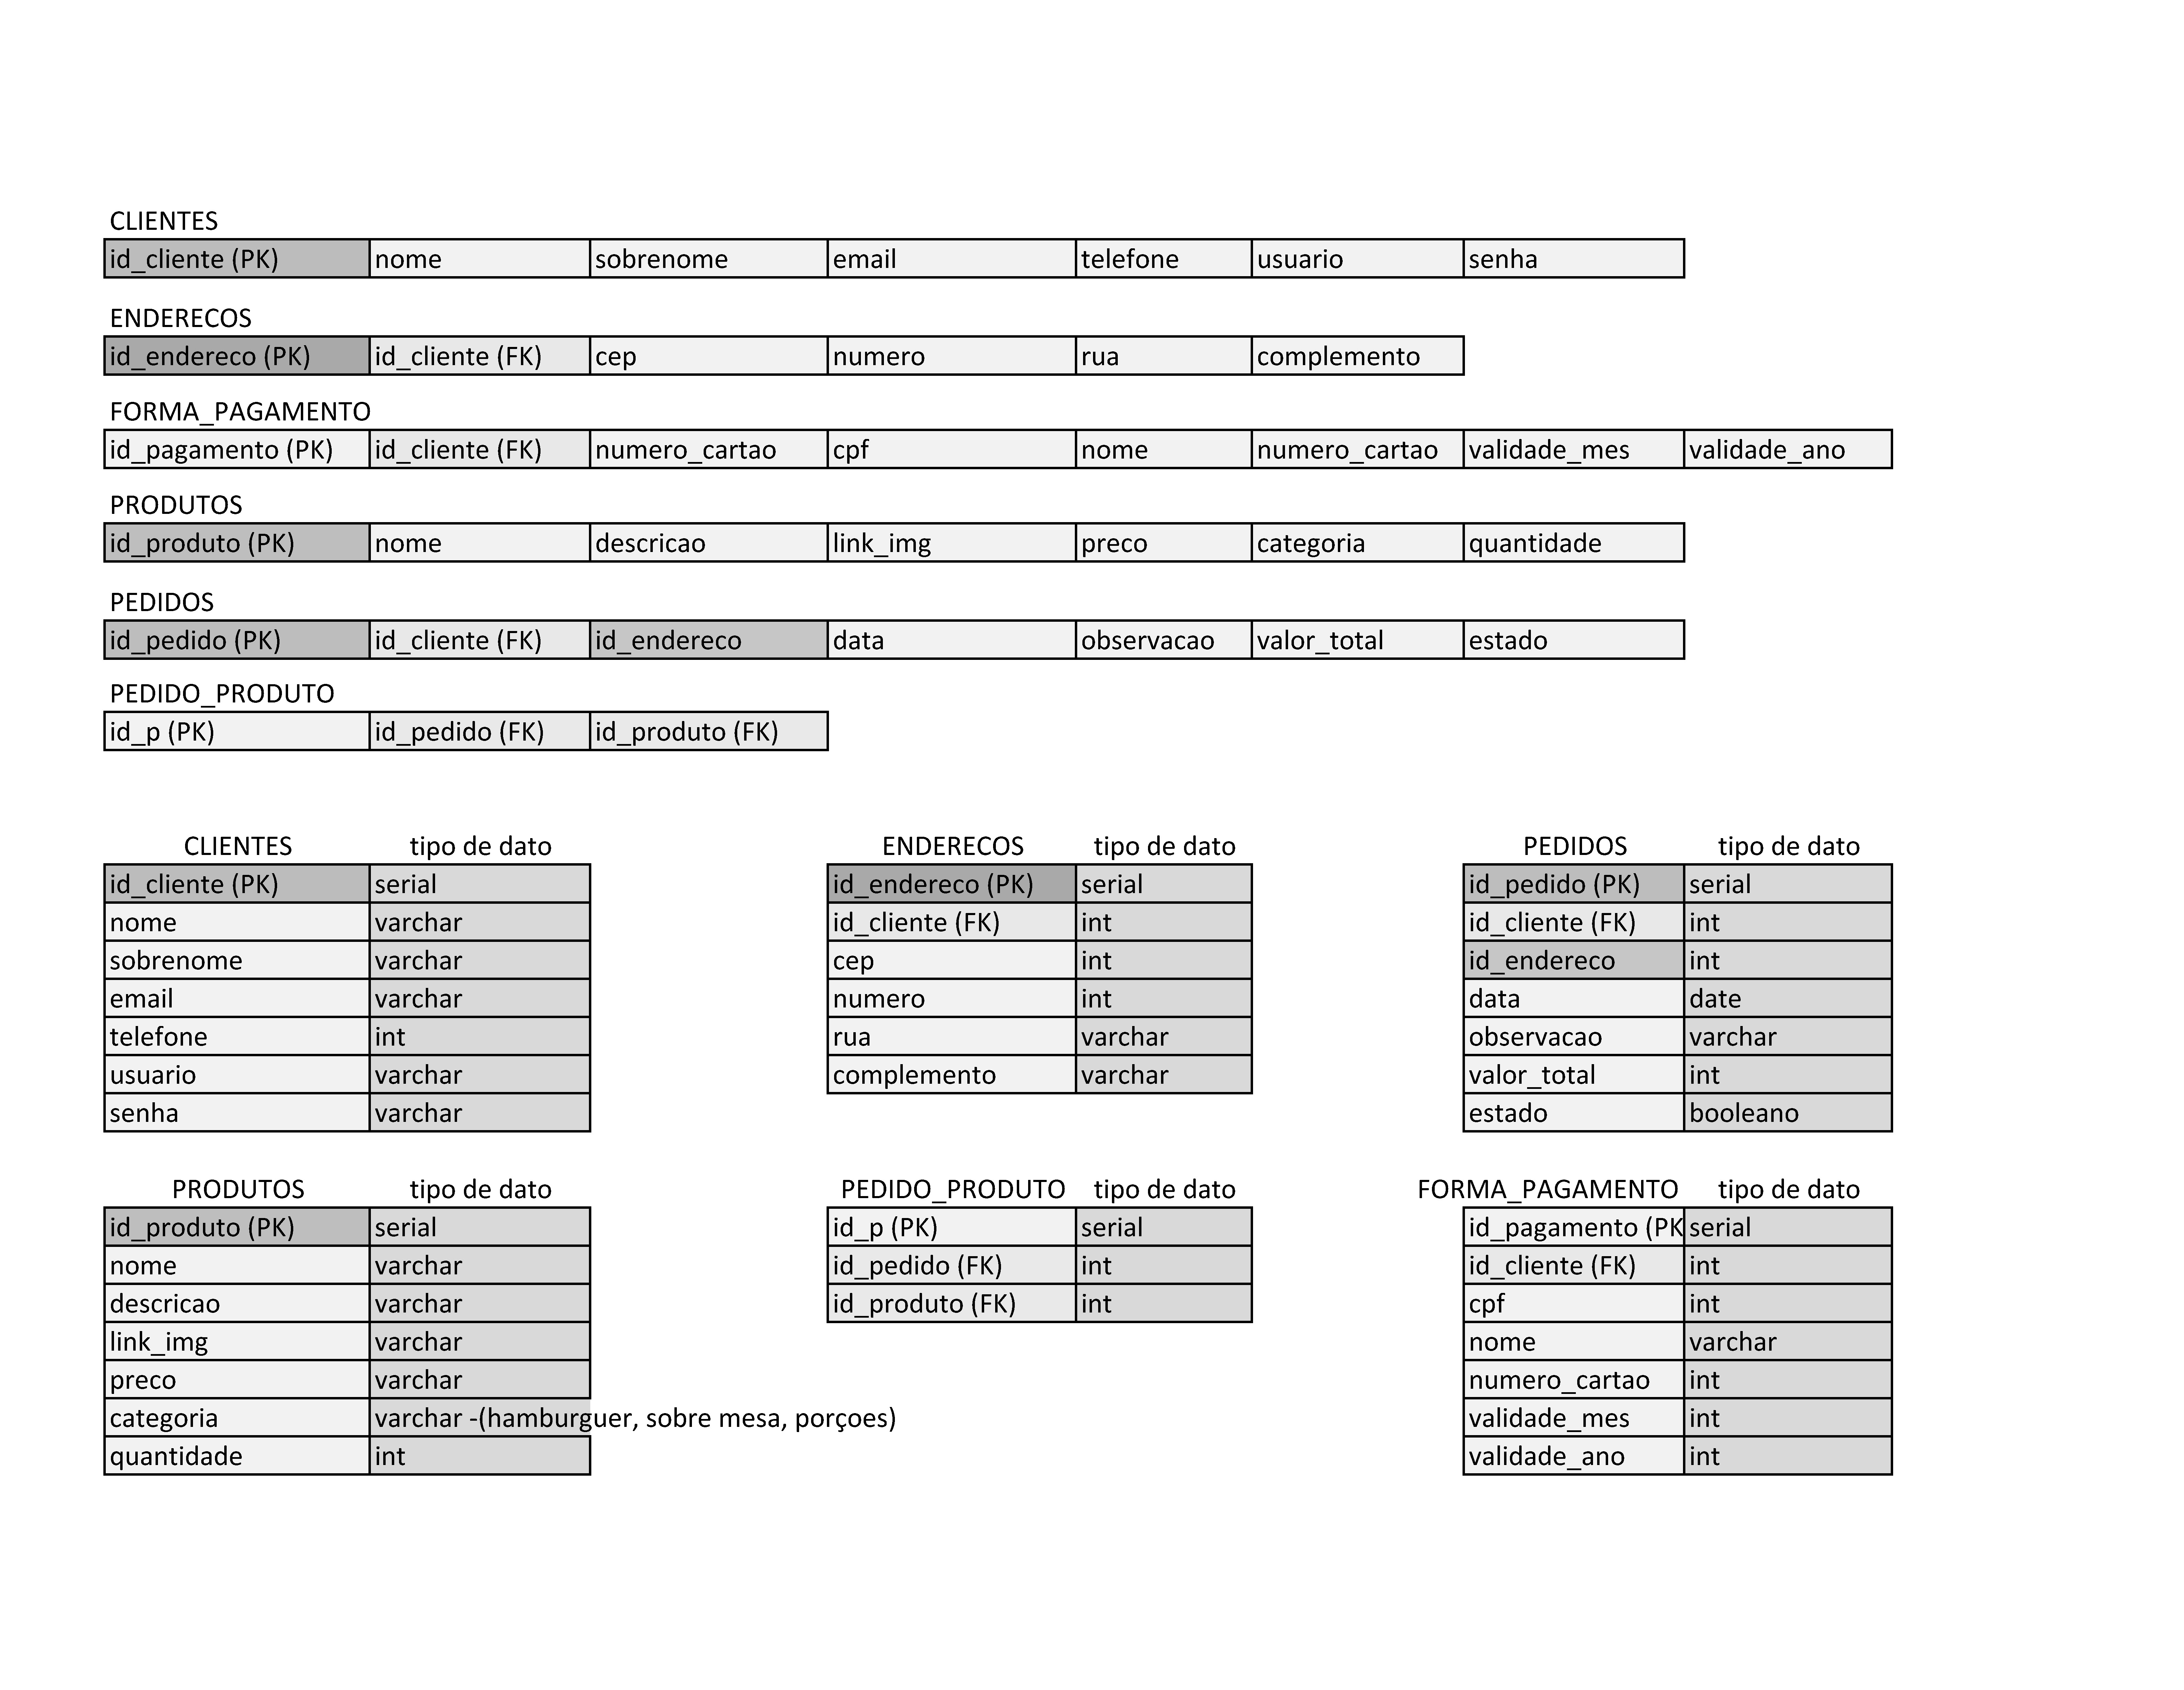 CLIENTES
id_cliente (PK) nome sobrenome email telefone usuario senha
ENDERECOS
id_endereco (PK) id_cliente (FK) cep numero rua complemento
FORMA_PAGAMENTO
id_pagamento (PK) id_cliente (FK) numero_cartao cpf nome numero_cartao validade_mes validade_ano
PRODUTOS
id_produto (PK) nome descricao link_img preco categoria quantidade
PEDIDOS
id_pedido (PK) id_cliente (FK) id_endereco data observacao valor_total estado
PEDIDO_PRODUTO
id_p (PK) id_pedido (FK) id_produto (FK)
CLIENTES tipo de dato
id_cliente (PK) serial
nome varchar
sobrenome varchar
email varchar
telefone int
usuario varchar
senha varchar
ENDERECOS tipo de dato
id_endereco (PK) serial
id_cliente (FK) int
cep int
numero int
rua varchar
complemento varchar
PEDIDOS tipo de dato
id_pedido (PK) serial
id_cliente (FK) int
id_endereco int
data date
observacao varchar
valor_total int
estado booleano
PRODUTOS tipo de dato
id_produto (PK) serial
nome varchar
descricao varchar
link_img varchar
preco varchar
categoria varchar -(hamburguer, sobre mesa, porçoes)
quantidade int
PEDIDO_PRODUTO tipo de dato
id_p (PK) serial
id_pedido (FK) int
id_produto (FK) int
FORMA_PAGAMENTO tipo de dato
id_pagamento (PK serial
id_cliente (FK) int
cpf int
nome varchar
numero_cartao int
validade_mes int
validade_ano int